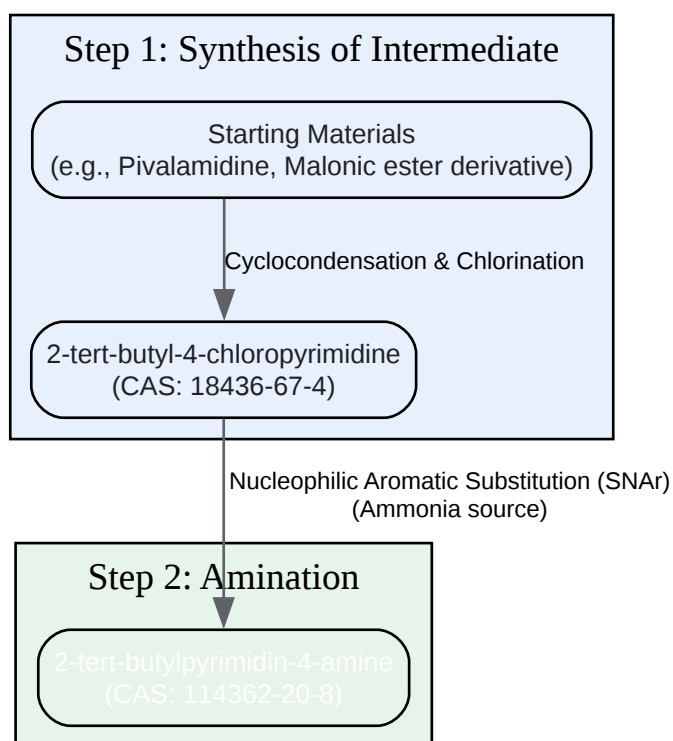 Step 1: Synthesis of Intermediate
Starting Materials
(e.g., Pivalamidine, Malonic ester derivative)
Cyclocondensation & Chlorination
2-tert-butyl-4-chloropyrimidine
(CAS: 18436-67-4)
Nucleophilic Aromatic Substitution (SNAr)
(Ammonia source)
Step 2: Amination
2-tert-butylpyrimidin-4-amine
(CAS: 114362-20-8)